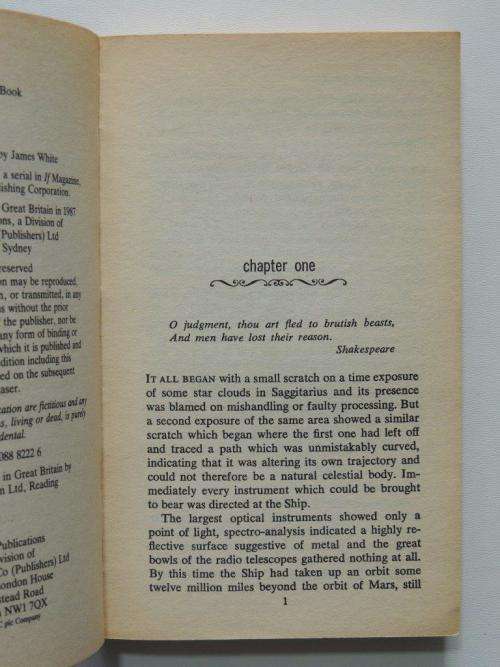 Book
by James White
a serial in If Magazine,
ishing Corporation.
Great Britain in 1987
ons, a Division of
Publishers) Ltd
Sydney
reserved
on may be reproduced,
n, or transmitted, in any
s without the prior
the publisher, nor be
any form of binding or
which it is published and
dition including this
ed on the subsequent
aser.
cation are fictitious and any
s, living or dead, is purely
dental.
088 8222 6
in Great Britain by
n Ltd, Reading
Publications
vision of
Co (Publishers) Ltd
London House
stead Road
n NW1 7QX
C plc Company
chapter one
O judgment, thou art fled to brutish beasts,
And men have lost their reason.
Shakespeare
IT ALL BEGAN with a small scratch on a time exposure
of some star clouds in Saggitarius and its presence
was blamed on mishandling or faulty processing. But
a second exposure of the same area showed a similar
scratch which began where the first one had left off
and traced a path which was unmistakably curved,
indicating that it was altering its own trajectory and
could not therefore be a natural celestial body. Im-
mediately every instrument which could be brought
to bear was directed at the Ship.
The largest optical instruments showed only a
point of light, spectro-analysis indicated a highly re-
flective surface suggestive of metal and the great
bowls of the radio telescopes gathered nothing at all.
By this time the Ship had taken up an orbit some
twelve million miles beyond the orbit of Mars, still
1